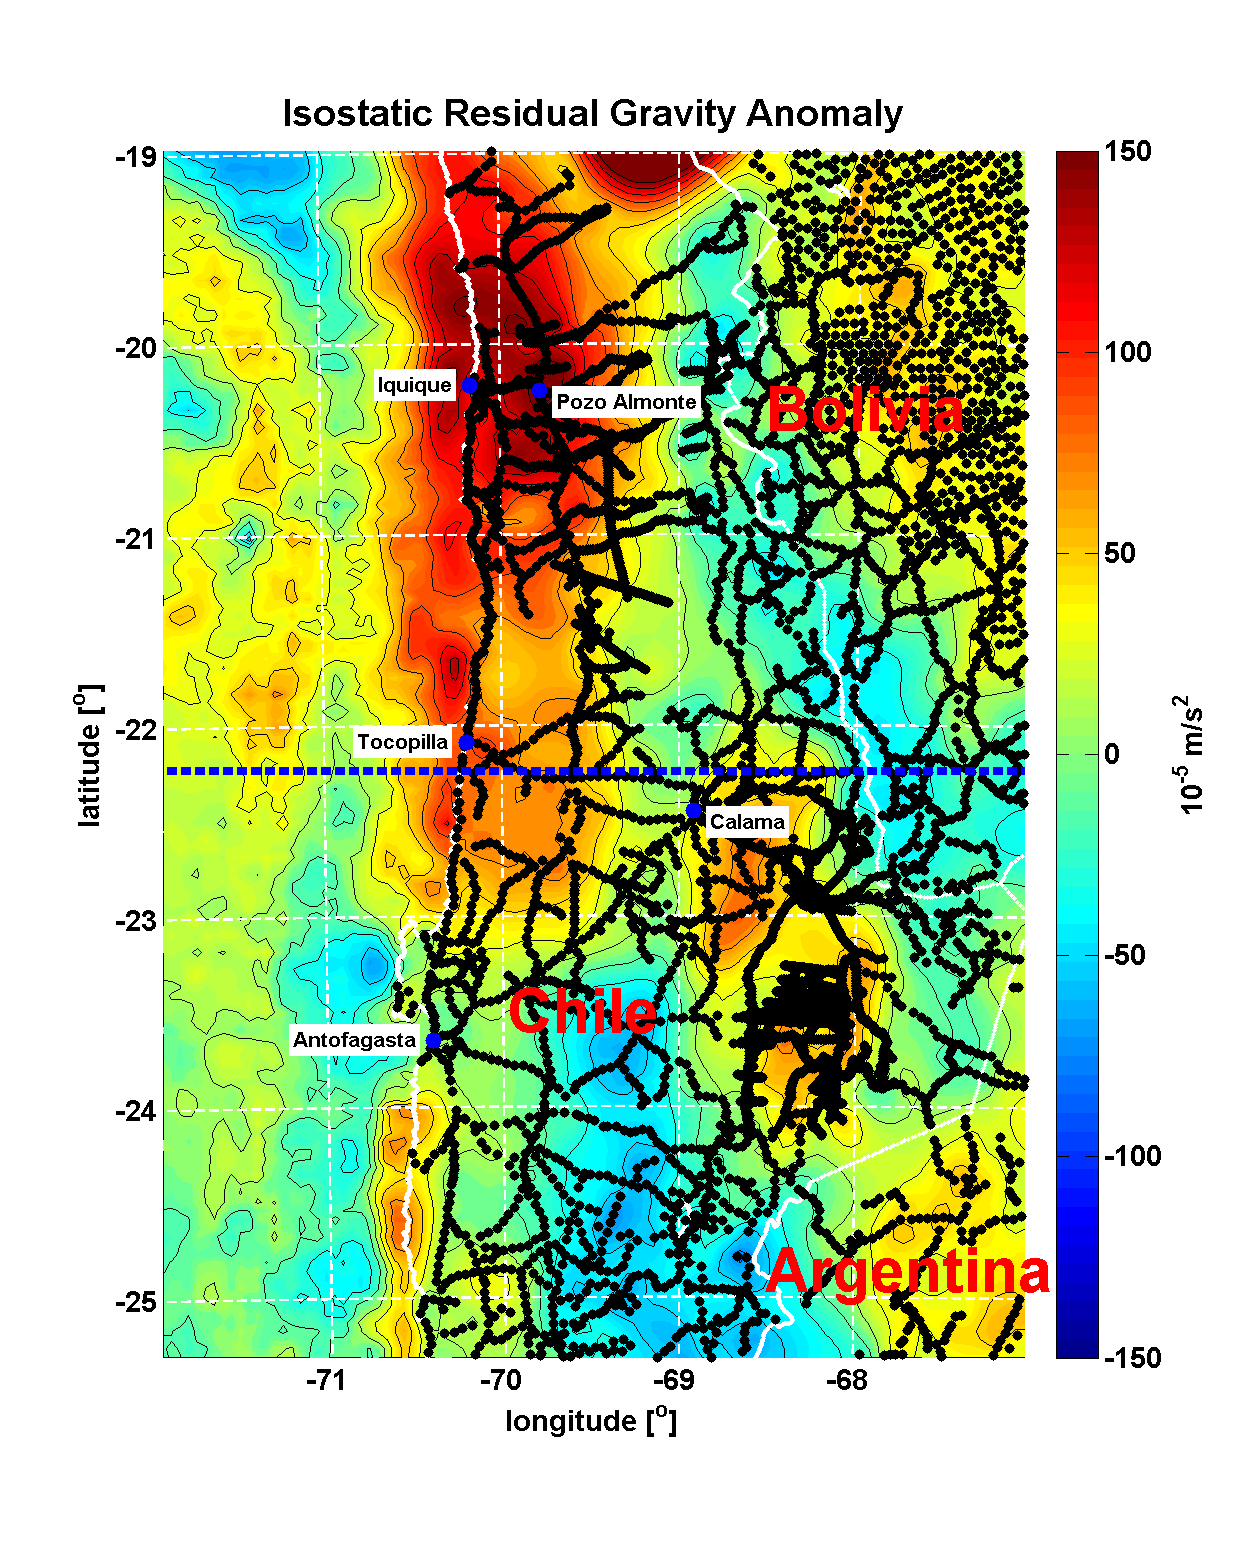 Isostatic Residual Gravity Anomaly
-19
-20
-21
-22
-23
-24
-25
latitude [o]
Iquique
Pozo Almonte
Bolivia
Tocopilla
Calama
Chile
Antofagasta
Argentina
-71
-70
-69
-68
longitude [o]
150
100
50
0
-50
-100
-150
10-5 m/s2